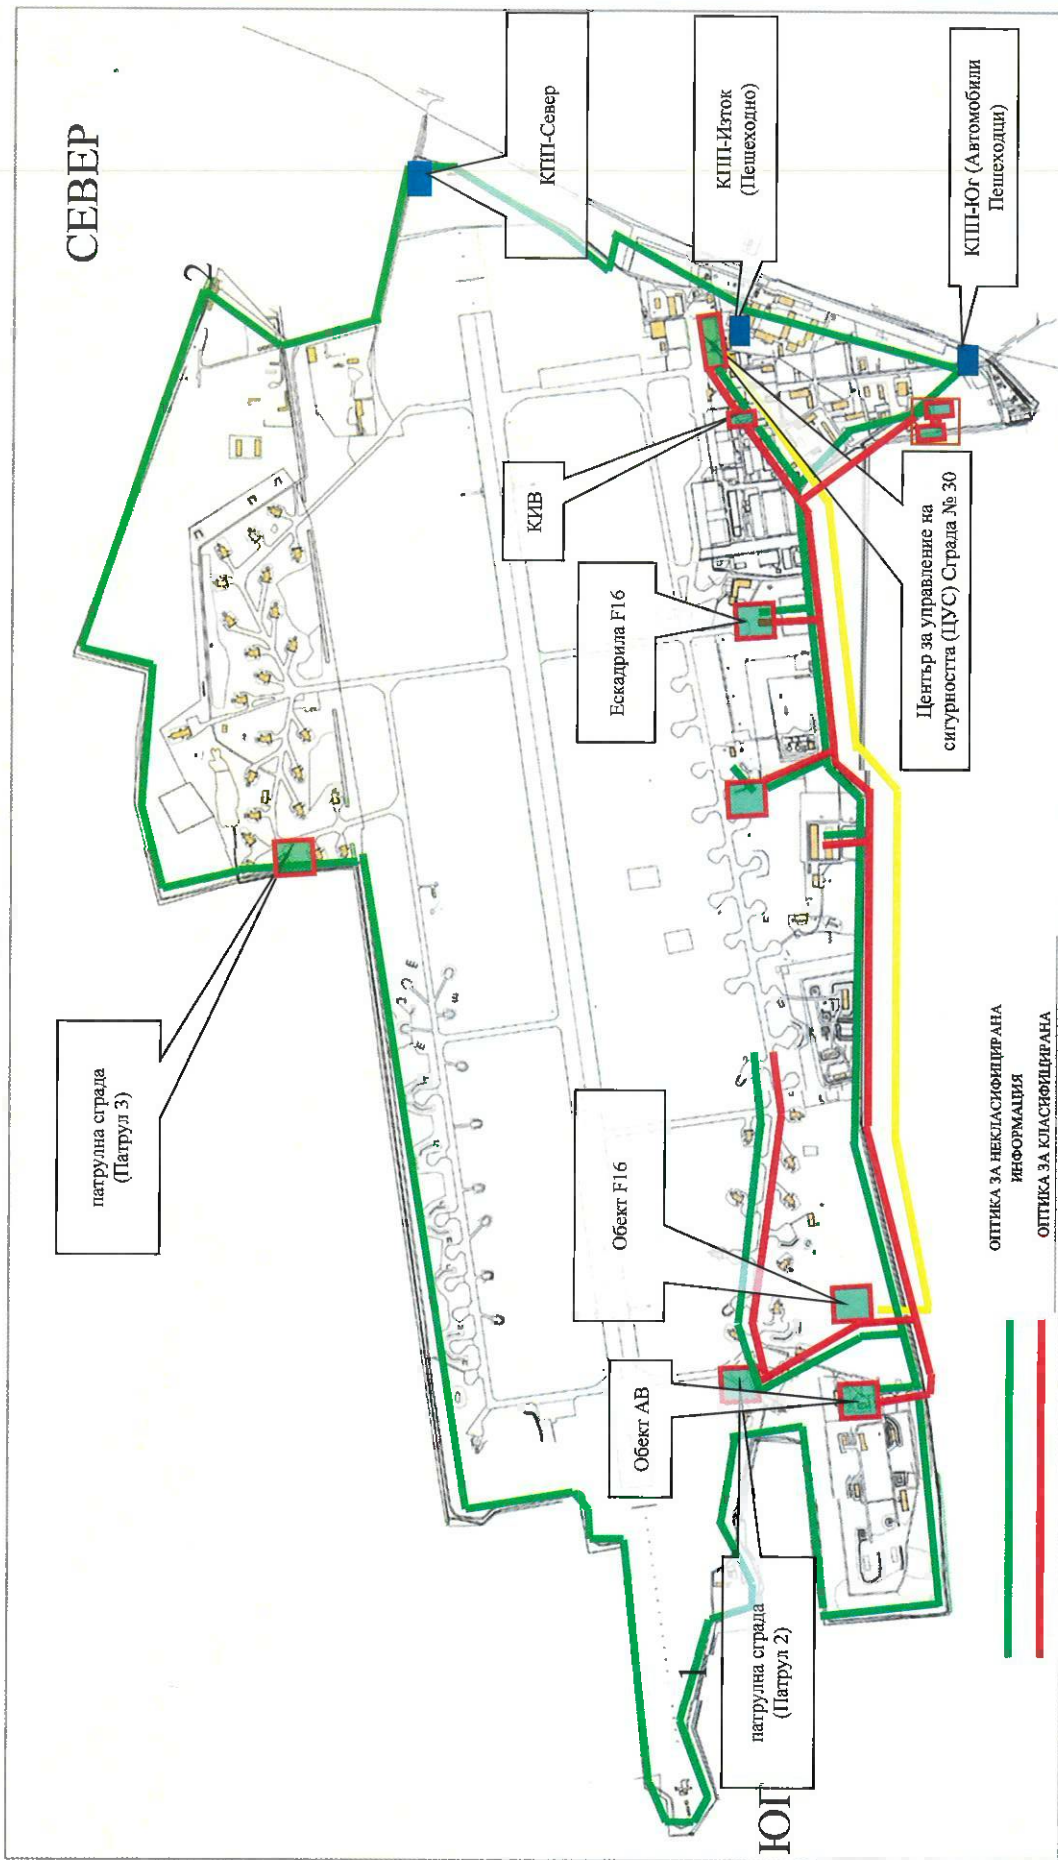 СЕВЕР
2
КПП-Север
КПП-Изток
(Пешеходно)
КПП-Юг (Автомобили
Пешеходци)
КИВ
Ескадрила F16
Център за управление на
сигурността (ЦУС) Сграда № 30
патрулна сграда
(Патрул 3)
Обект F16
Обект АВ
патрулна сграда
(Патрул 2)
1
ЮГ
ОПТИКА ЗА НЕКЛАСИФИЦИРАНА
ИНФОРМАЦИЯ
ОПТИКА ЗА КЛАСИФИЦИРАНА